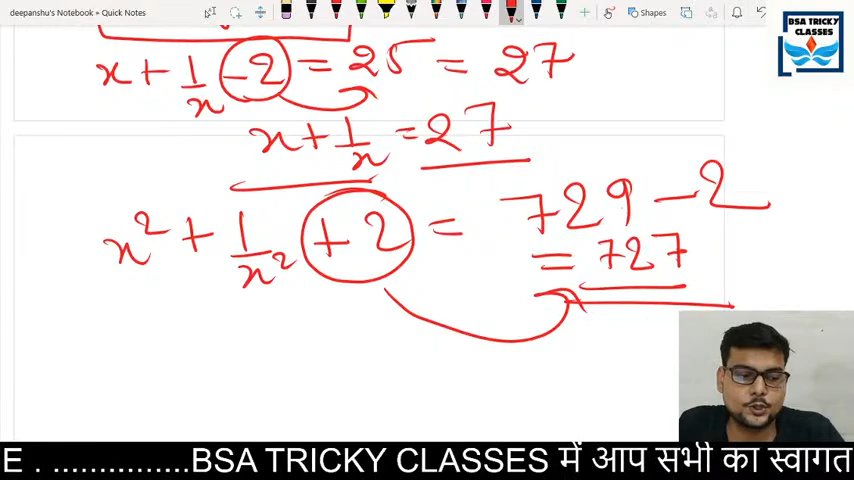 deepanshu's Notebook » Quick Notes
Shapes
BSA TRICKY
CLASSES
x + 1/x - 2 = 25 = 27
x + 1/x = 27
x² + 1/x² + 2 = 729 - 2
= 727
E . ...............BSA TRICKY CLASSES में आप सभी का स्वागत